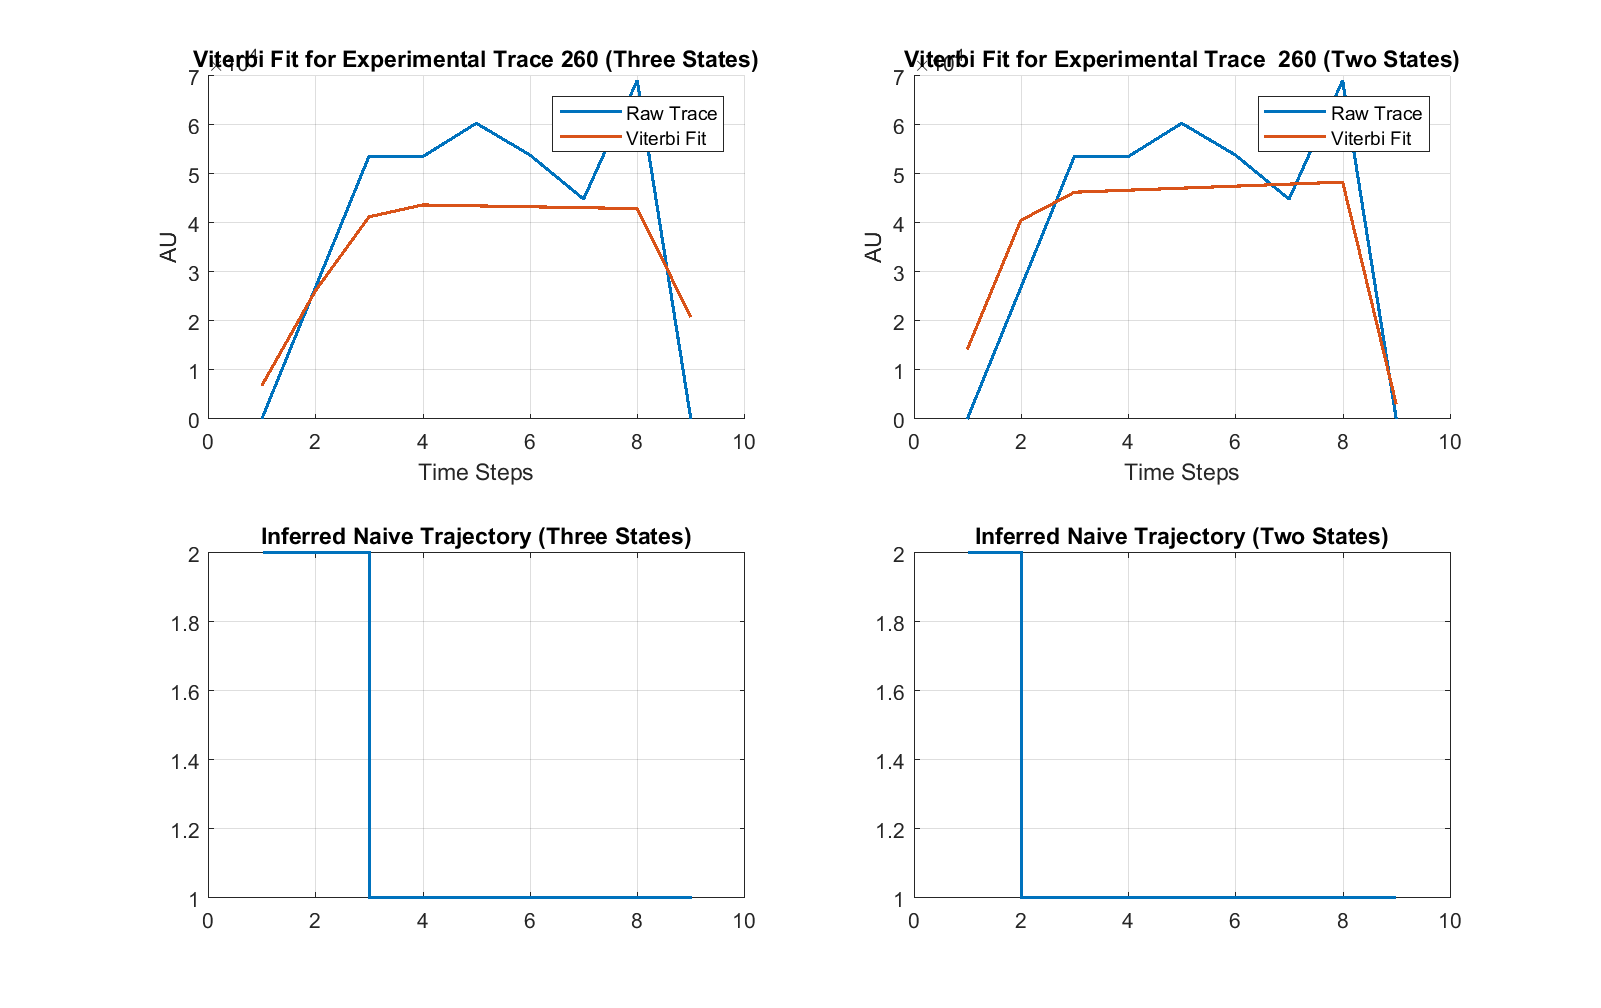 Viterbi Fit for Experimental Trace 260 (Three States)
7
6
5
4
3
2
1
0
AU
Raw Trace
Viterbi Fit
0 2 4 6 8 10
Time Steps
Viterbi Fit for Experimental Trace 260 (Two States)
7
6
5
4
3
2
1
0
AU
Raw Trace
Viterbi Fit
0 2 4 6 8 10
Time Steps
Inferred Naive Trajectory (Three States)
2
1.8
1.6
1.4
1.2
1
0 2 4 6 8 10
Inferred Naive Trajectory (Two States)
2
1.8
1.6
1.4
1.2
1
0 2 4 6 8 10